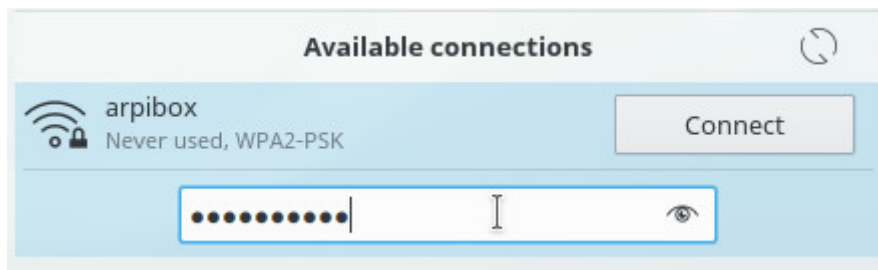 Available connections
arpibox
Never used, WPA2-PSK
Connect
●●●●●●●●●●